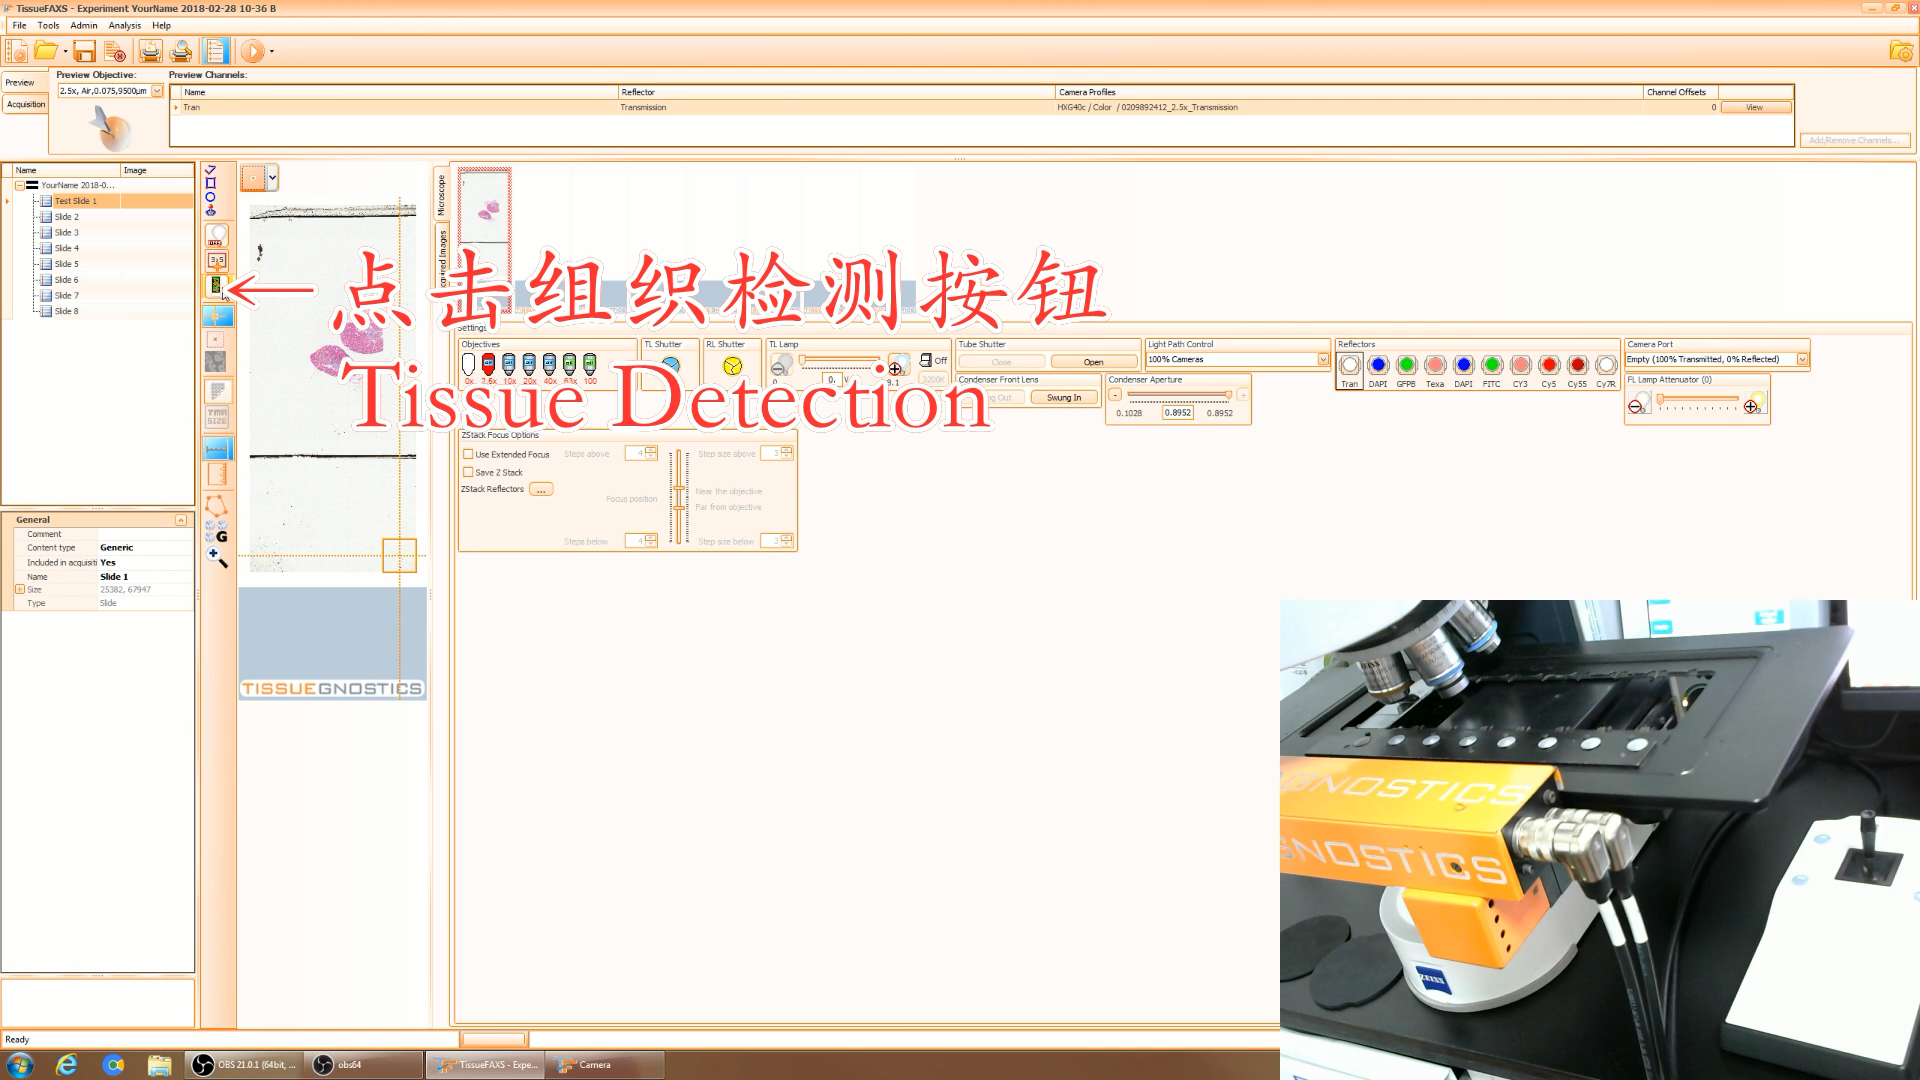 TissueFAXS - Experiment YourName 2018-02-28 10-36 B
File Tools Admin Analysis Help
Preview
Acquisition
Preview Objective:
2.5x, Air,0.075,9500µm
Preview Channels:
Name Reflector Camera Profiles Channel Offsets
Tran Transmission HXG40c / Color / 0209892412_2.5x_Transmission 0 View
Add/Remove Channels...
Name Image
YourName 2018-0...
Test Slide 1
Slide 2
Slide 3
Slide 4
Slide 5
Slide 6
Slide 7
Slide 8
Microscope
点击组织检测按钮
Tissue Detection
Settings
Objectives
0x 2.5x 10x 20x 40x 63x 100
TL Shutter
RL Shutter
TL Lamp
Off
3200K
Tube Shutter
Close Open
Condenser Front Lens
Swung In
Light Path Control
100% Cameras
Condenser Aperture
- +
0.1028 0.8952 0.8952
Reflectors
Tran DAPI GFPB Texa DAPI FITC CY3 Cy5 Cy55 Cy7R
Camera Port
Empty (100% Transmitted, 0% Reflected)
FL Lamp Attenuator (0)
ZStack Focus Options
Use Extended Focus
Save Z Stack
ZStack Reflectors ...
Steps above 4 Step size above 3
Near the objective
Focus position
Far from objective
Steps below 4 Step size below 3
3:5
TMA
SIZE
G
General
Comment
Content type Generic
Included in acquisiti Yes
Name Slide 1
Size 25382, 67947
Type Slide
TISSUEGNOSTICS
GNOSTICS
GNOSTICS
ZEISS
Ready
OBS 21.0.1 (64bit, ...
obs64
TissueFAXS - Expe...
Camera